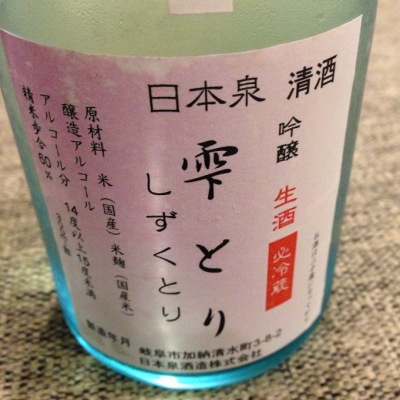 日本泉 清酒
吟醸
生酒
必冷蔵
雫とり
しずくとり
原材料 米(国産)米麹(国産米)
醸造アルコール
アルコール分 14度以上15度未満
精米歩合60%
製造年月
岐阜市加納清水町3-8-2
日本泉酒造株式会社